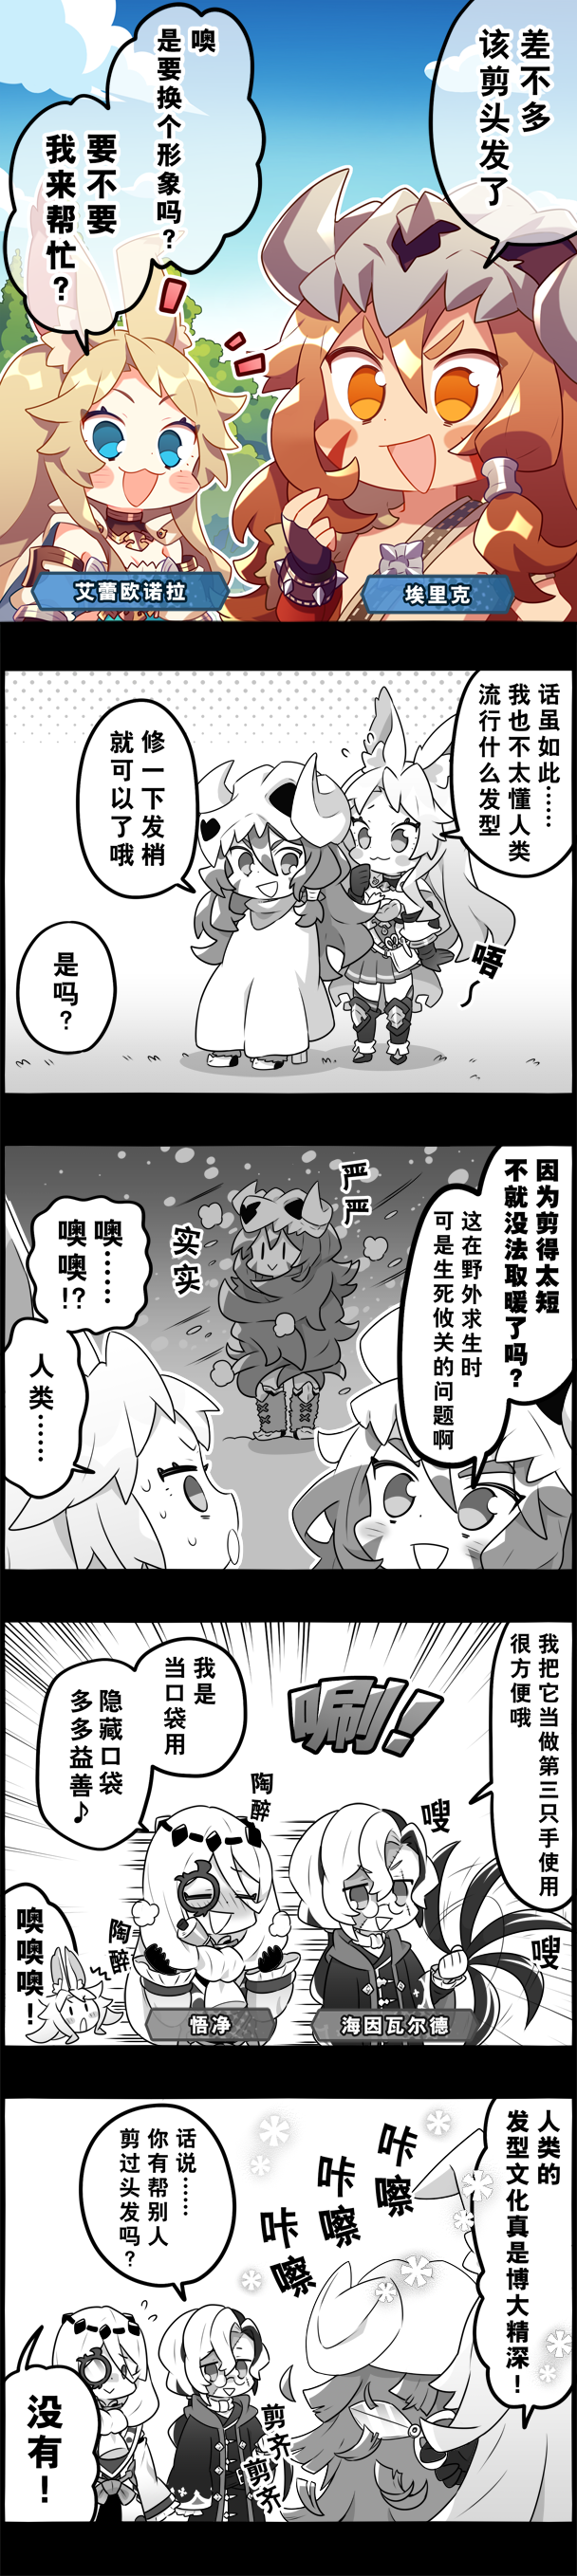 差不多
该剪头发了
噢
是要换个形象吗？
要不要
我来帮忙？
艾蕾欧诺拉
埃里克
话虽如此……
我也不太懂人类
流行什么发型
唔～
修一下发梢
就可以了哦
是吗？
因为剪得太短
不就没法取暖了吗？
这在野外求生时
可是生死攸关的问题啊
严严
实实
噢……
噢噢!?
人类……
我把它当做第三只手使用
很方便哦
唰！
嗖
嗖
我是
当口袋用
隐藏口袋
多多益善♪
陶醉
陶醉
噢噢噢！
悟净
海因瓦尔德
人类的
发型文化真是博大精深！
咔嚓
咔嚓
咔嚓
话说……
你有帮别人
剪过头发吗？
剪齐
剪齐
没有！